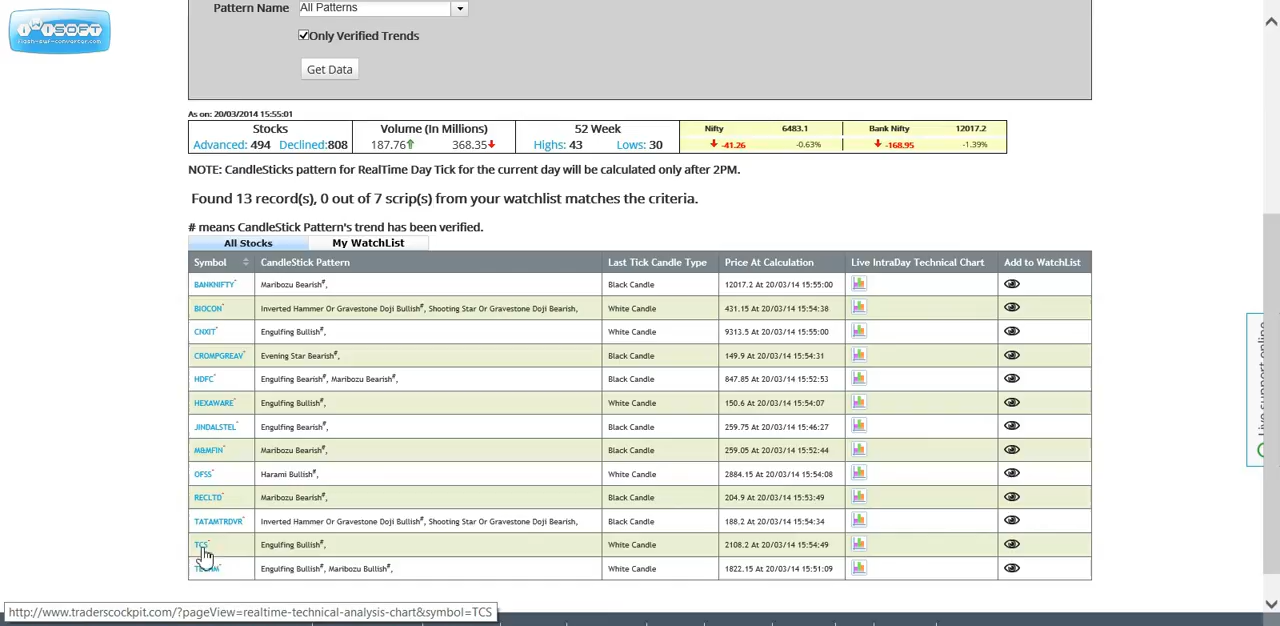 Pattern Name All Patterns
Only Verified Trends
Get Data
As on: 20/03/2014 15:55:01
Stocks Volume (In Millions) 52 Week Nifty 6483.1 Bank Nifty 12017.2
Advanced: 494 Declined:808 187.76 368.35 Highs: 43 Lows: 30 -41.26 -0.63% -168.95 -1.39%
NOTE: CandleSticks pattern for RealTime Day Tick for the current day will be calculated only after 2PM.
Found 13 record(s), 0 out of 7 scrip(s) from your watchlist matches the criteria.
# means CandleStick Pattern's trend has been verified.
All Stocks My WatchList
Symbol CandleStick Pattern Last Tick Candle Type Price At Calculation Live IntraDay Technical Chart Add to WatchList
BANKNIFTY* Maribozu Bearish#, Black Candle 12017.2 At 20/03/14 15:55:00
BIOCON* Inverted Hammer Or Gravestone Doji Bullish#, Shooting Star Or Gravestone Doji Bearish, White Candle 431.15 At 20/03/14 15:54:38
CNXIT* Engulfing Bullish#, White Candle 9313.5 At 20/03/14 15:55:00
CROMPGREAV* Evening Star Bearish#, Black Candle 149.9 At 20/03/14 15:54:31
HDFC* Engulfing Bearish#, Maribozu Bearish#, Black Candle 847.85 At 20/03/14 15:52:53
HEXAWARE* Engulfing Bullish#, White Candle 150.6 At 20/03/14 15:54:07
JINDALSTEL* Engulfing Bearish#, Black Candle 259.75 At 20/03/14 15:46:27
M&MFIN* Maribozu Bearish#, Black Candle 259.05 At 20/03/14 15:52:44
OFSS* Harami Bullish#, White Candle 2884.15 At 20/03/14 15:54:08
RECLTD* Maribozu Bearish#, Black Candle 204.9 At 20/03/14 15:53:49
TATAMTRDVR* Inverted Hammer Or Gravestone Doji Bullish#, Shooting Star Or Gravestone Doji Bearish, Black Candle 188.2 At 20/03/14 15:54:34
TCS* Engulfing Bullish#, White Candle 2108.2 At 20/03/14 15:54:49
Engulfing Bullish#, Maribozu Bullish#, White Candle 1822.15 At 20/03/14 15:51:09
http://www.traderscockpit.com/?pageView=realtime-technical-analysis-chart&symbol=TCS
Live support online
flash-swf-converter.com